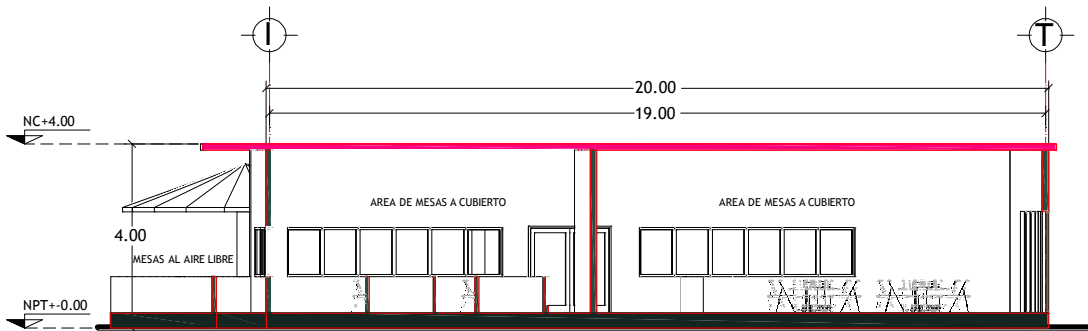 I
T
20.00
19.00
NC+4.00
AREA DE MESAS A CUBIERTO
AREA DE MESAS A CUBIERTO
4.00
MESAS AL AIRE LIBRE
NPT+-0.00